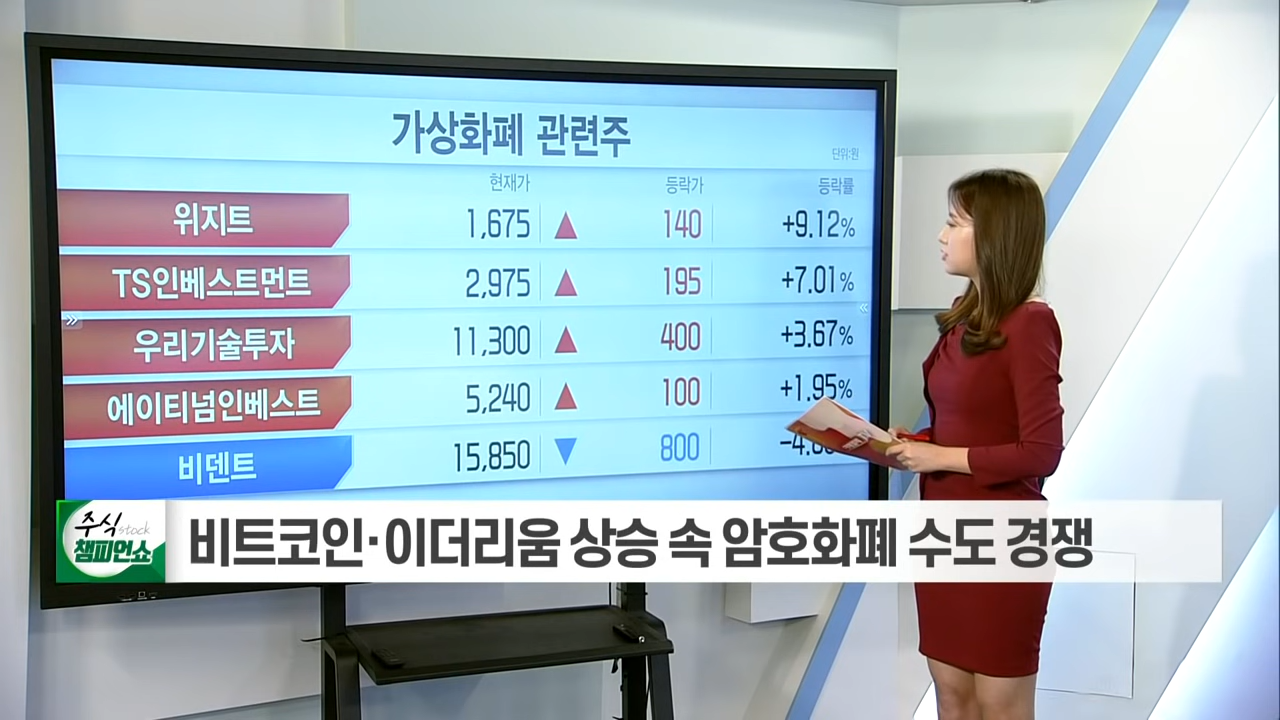 가상화폐 관련주
단위:원
현재가 등락가 등락률
위지트 1,675 ▲ 140 +9.12%
TS인베스트먼트 2,975 ▲ 195 +7.01%
우리기술투자 11,300 ▲ 400 +3.67%
에이티넘인베스트 5,240 ▲ 100 +1.95%
비덴트 15,850 ▼ 800
주식 stock
챔피언쇼
비트코인·이더리움 상승 속 암호화폐 수도 경쟁